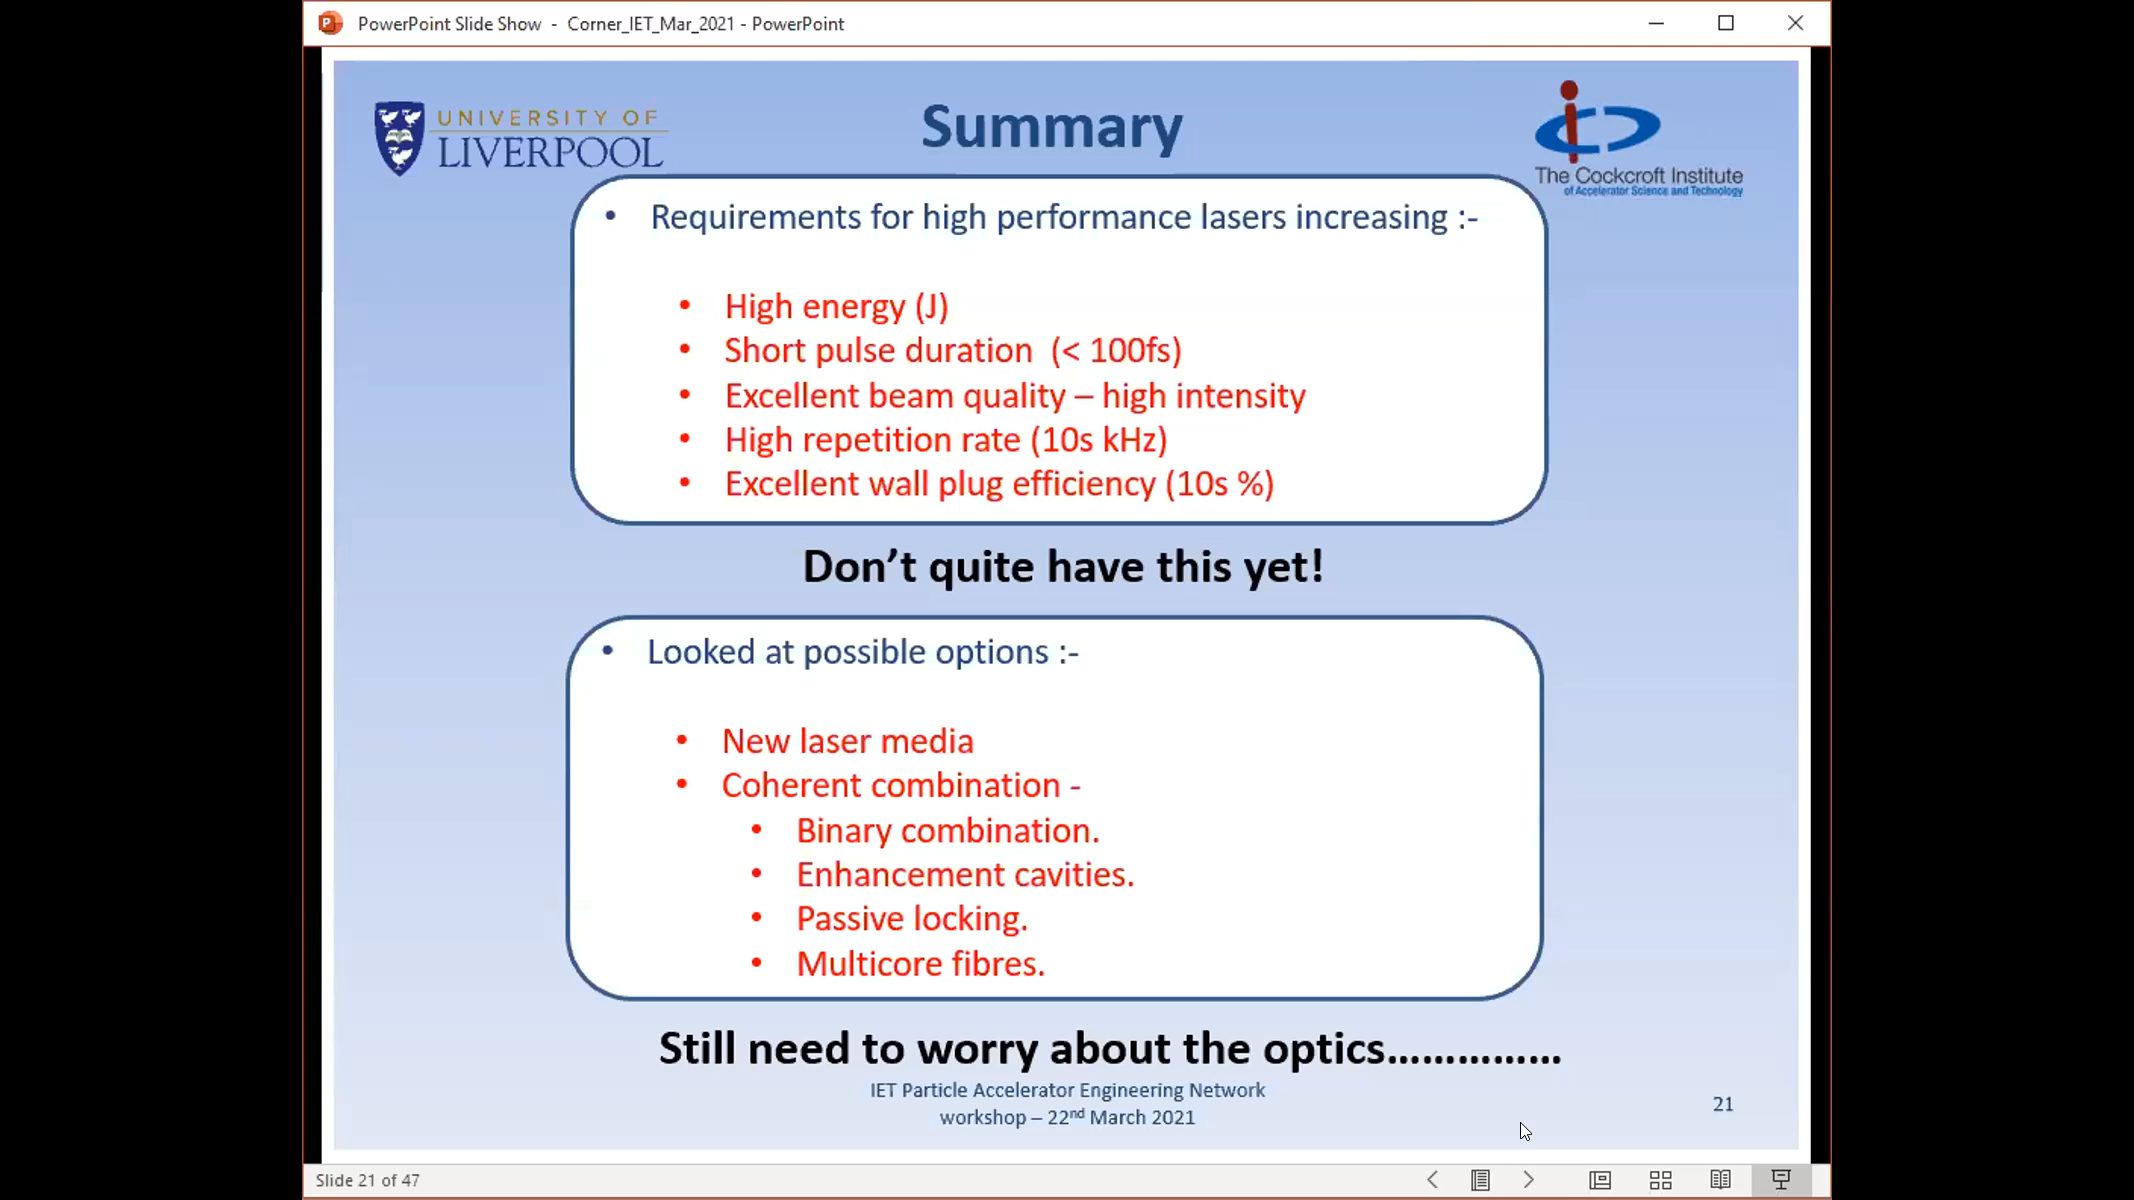 PowerPoint Slide Show - Corner_IET_Mar_2021 - PowerPoint
UNIVERSITY OF
LIVERPOOL
Summary
The Cockcroft Institute
of Accelerator Science and Technology
• Requirements for high performance lasers increasing :-
• High energy (J)
• Short pulse duration (< 100fs)
• Excellent beam quality – high intensity
• High repetition rate (10s kHz)
• Excellent wall plug efficiency (10s %)
Don’t quite have this yet!
• Looked at possible options :-
• New laser media
• Coherent combination -
• Binary combination.
• Enhancement cavities.
• Passive locking.
• Multicore fibres.
Still need to worry about the optics……………
IET Particle Accelerator Engineering Network
workshop – 22nd March 2021
21
Slide 21 of 47